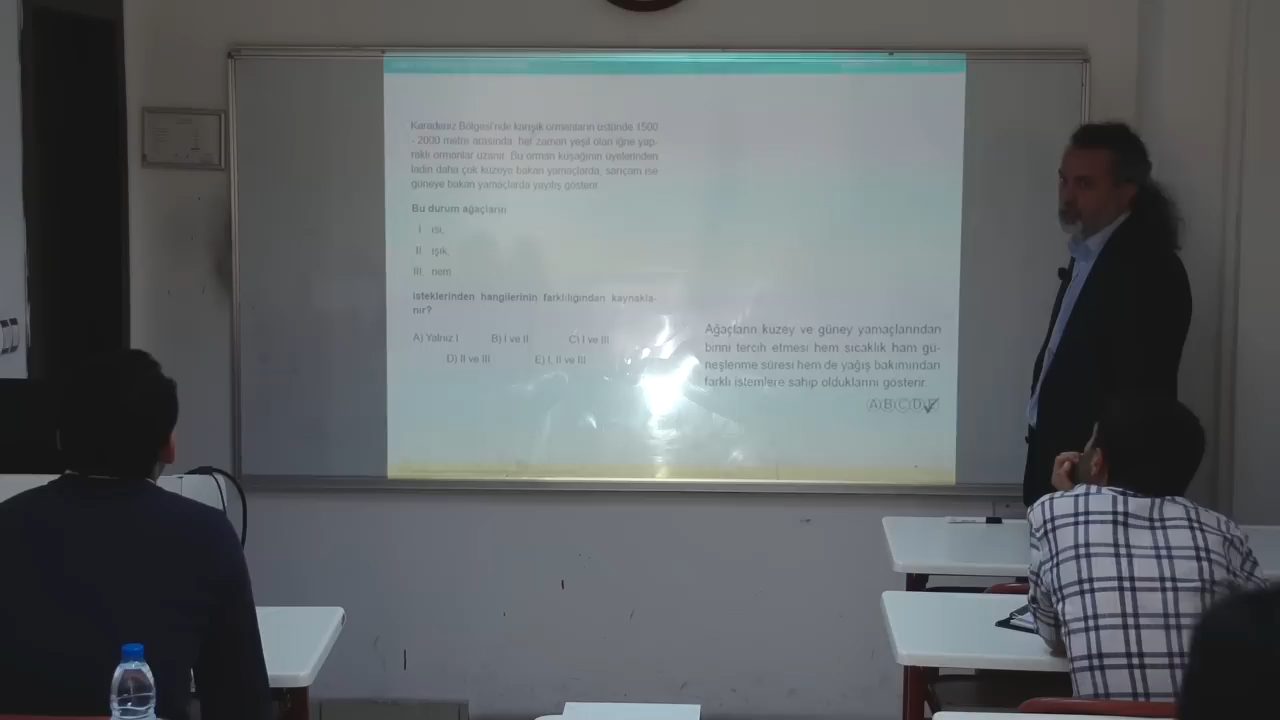 Karadeniz Bölgesi'nde karışık ormanların üstünde 1500
- 2000 metre arasında, her zaman yeşil olan iğne yap-
raklı ormanlar uzanır. Bu orman kuşağının üyelerinden
ladin daha çok kuzeye bakan yamaçlarda, sarıçam ise
güneye bakan yamaçlarda yayılış gösterir.
Bu durum ağaçların
I. ısı,
II. ışık,
III. nem
isteklerinden hangilerinin farklılığından kaynakla-
nır?
A) Yalnız I B) I ve II C) I ve III
D) II ve III E) I, II ve III
Ağaçların kuzey ve güney yamaçlarından
birini tercih etmesi hem sıcaklık ham gü-
neşlenme süresi hem de yağış bakımından
farklı istemlere sahip olduklarını gösterir.
A B C D E